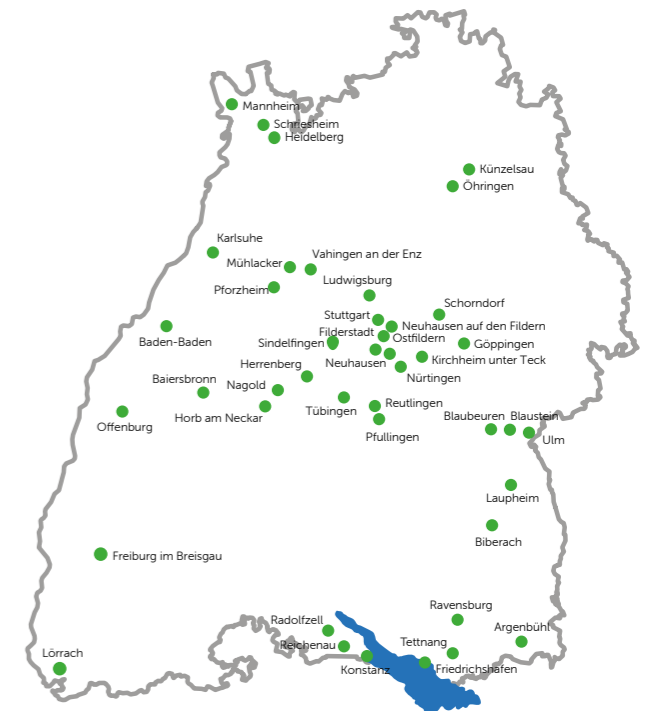 Mannheim
Schriesheim
Heidelberg
Künzelsau
Öhringen
Karlsuhe
Vahingen an der Enz
Mühlacker
Ludwigsburg
Pforzheim
Schorndorf
Stuttgart
Neuhausen auf den Fildern
Filderstadt
Ostfildern
Baden-Baden
Sindelfingen
Göppingen
Kirchheim unter Teck
Neuhausen
Herrenberg
Nürtingen
Baiersbronn
Nagold
Tübingen
Reutlingen
Horb am Neckar
Blaubeuren
Blaustein
Offenburg
Pfullingen
Ulm
Laupheim
Biberach
Freiburg im Breisgau
Ravensburg
Radolfzell
Argenbühl
Reichenau
Tettnang
Lörrach
Konstanz
Friedrichshafen